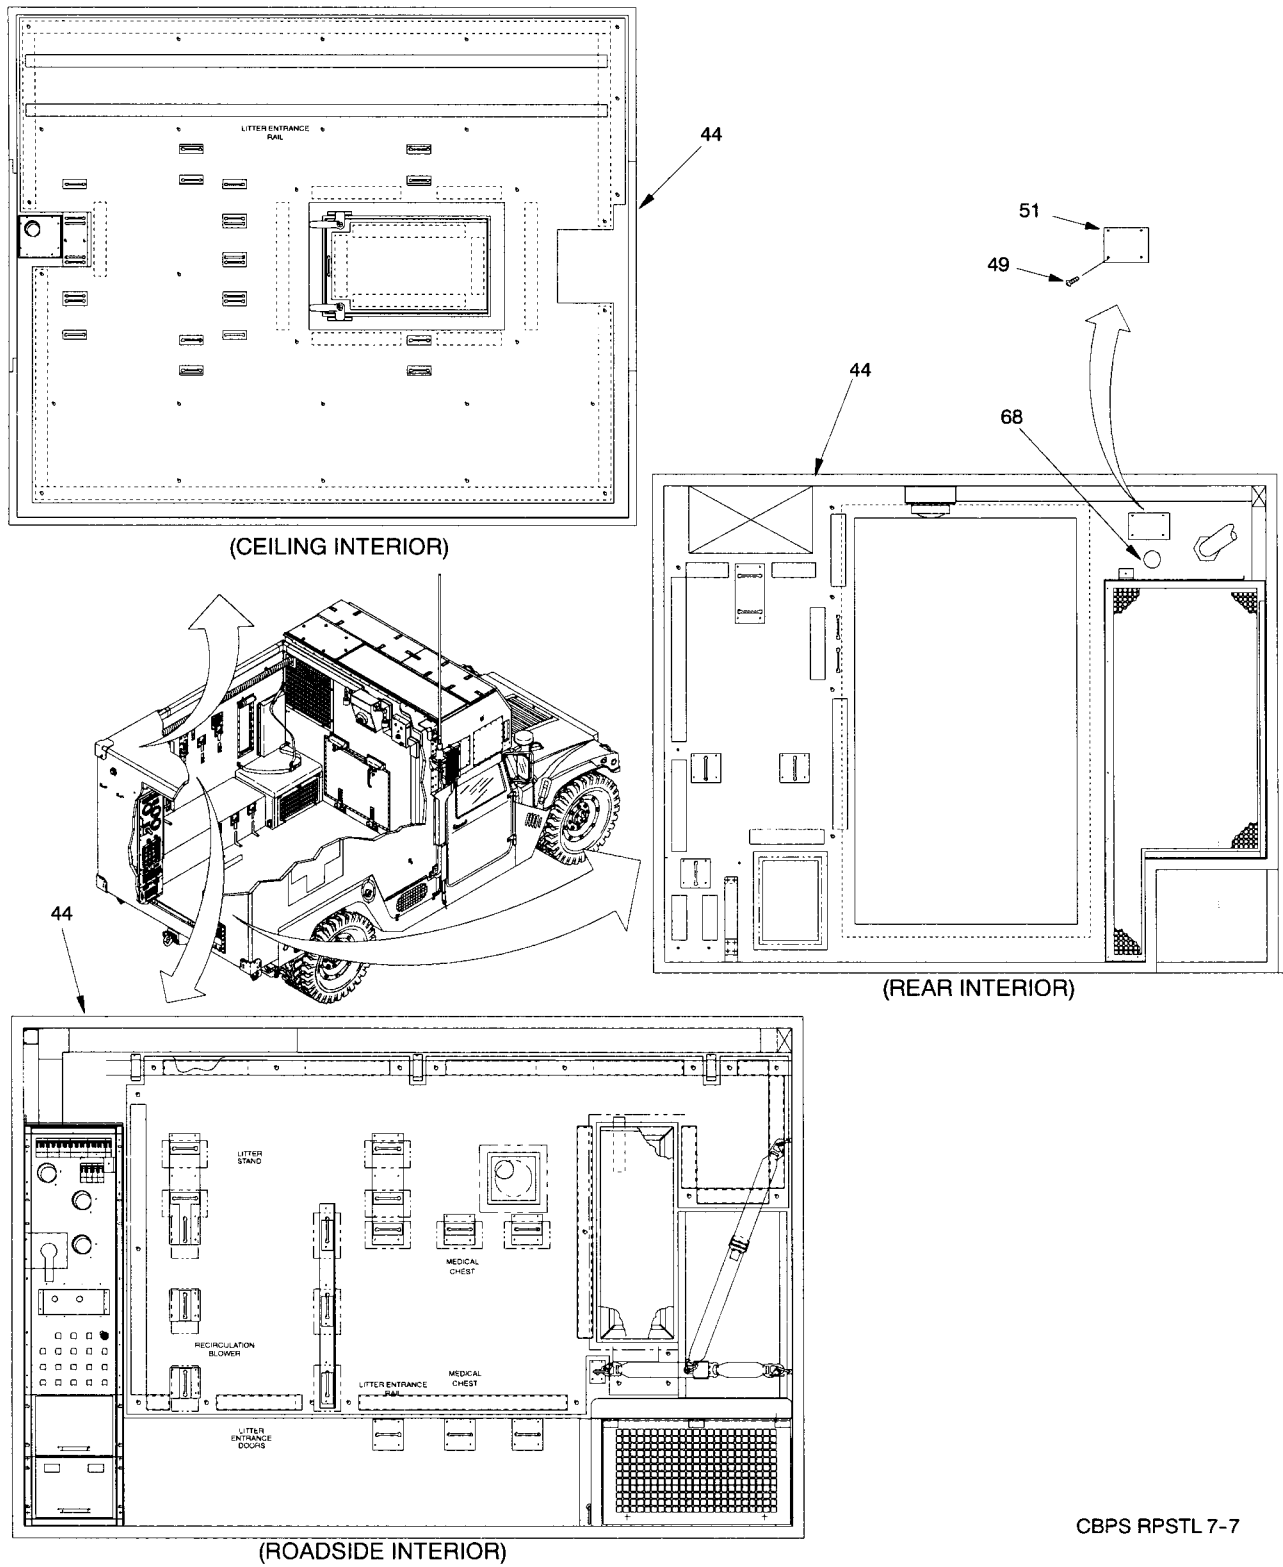 LITTER ENTRANCE
RAIL
44
(CEILING INTERIOR)
51
49
44
68
(REAR INTERIOR)
44
LITTER
STAND
MEDICAL
CHEST
RECIRCULATION
BLOWER
LITTER ENTRANCE
RAIL
MEDICAL
CHEST
LITTER
ENTRANCE
DOORS
(ROADSIDE INTERIOR)
CBPS RPSTL 7-7